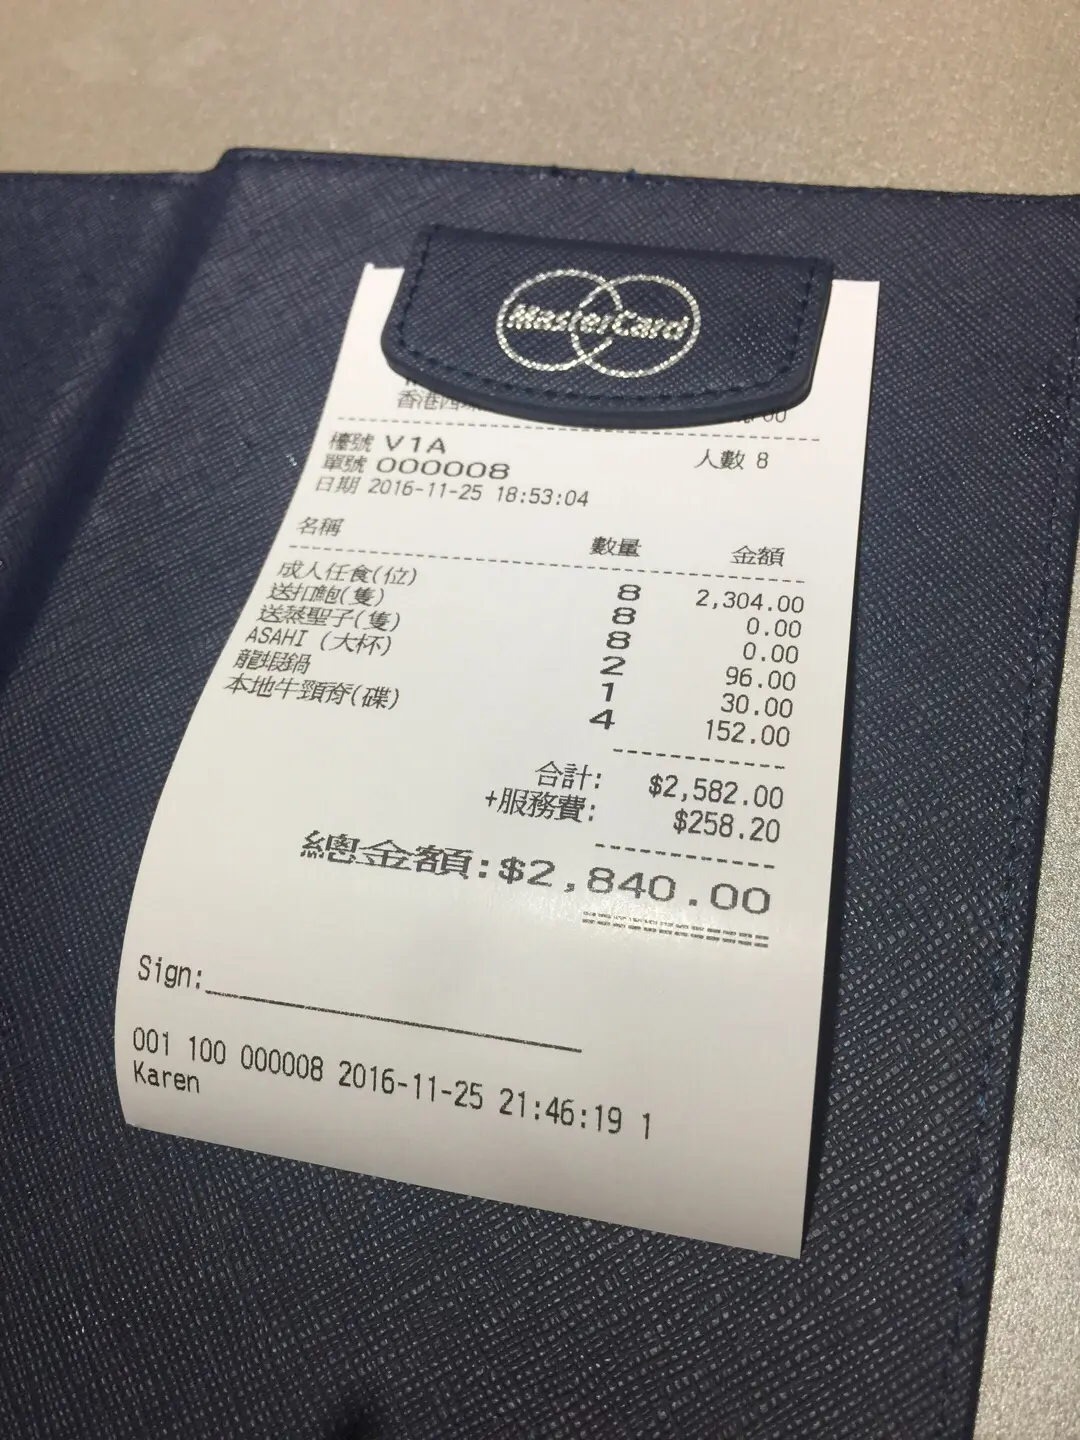 MasterCard
香港西
檯號 V1A
人數 8
單號 000008
日期 2016-11-25 18:53:04
名稱 數量 金額
成人任食(位) 8 2,304.00
送扣鮑(隻) 8 0.00
送蒸聖子(隻) 8 0.00
ASAHI (大杯) 2 96.00
龍蝦鍋 1 30.00
本地牛頸脊(碟) 4 152.00
合計: $2,582.00
+服務費: $258.20
總金額:$2,840.00
Sign:
001 100 000008 2016-11-25 21:46:19 1
Karen